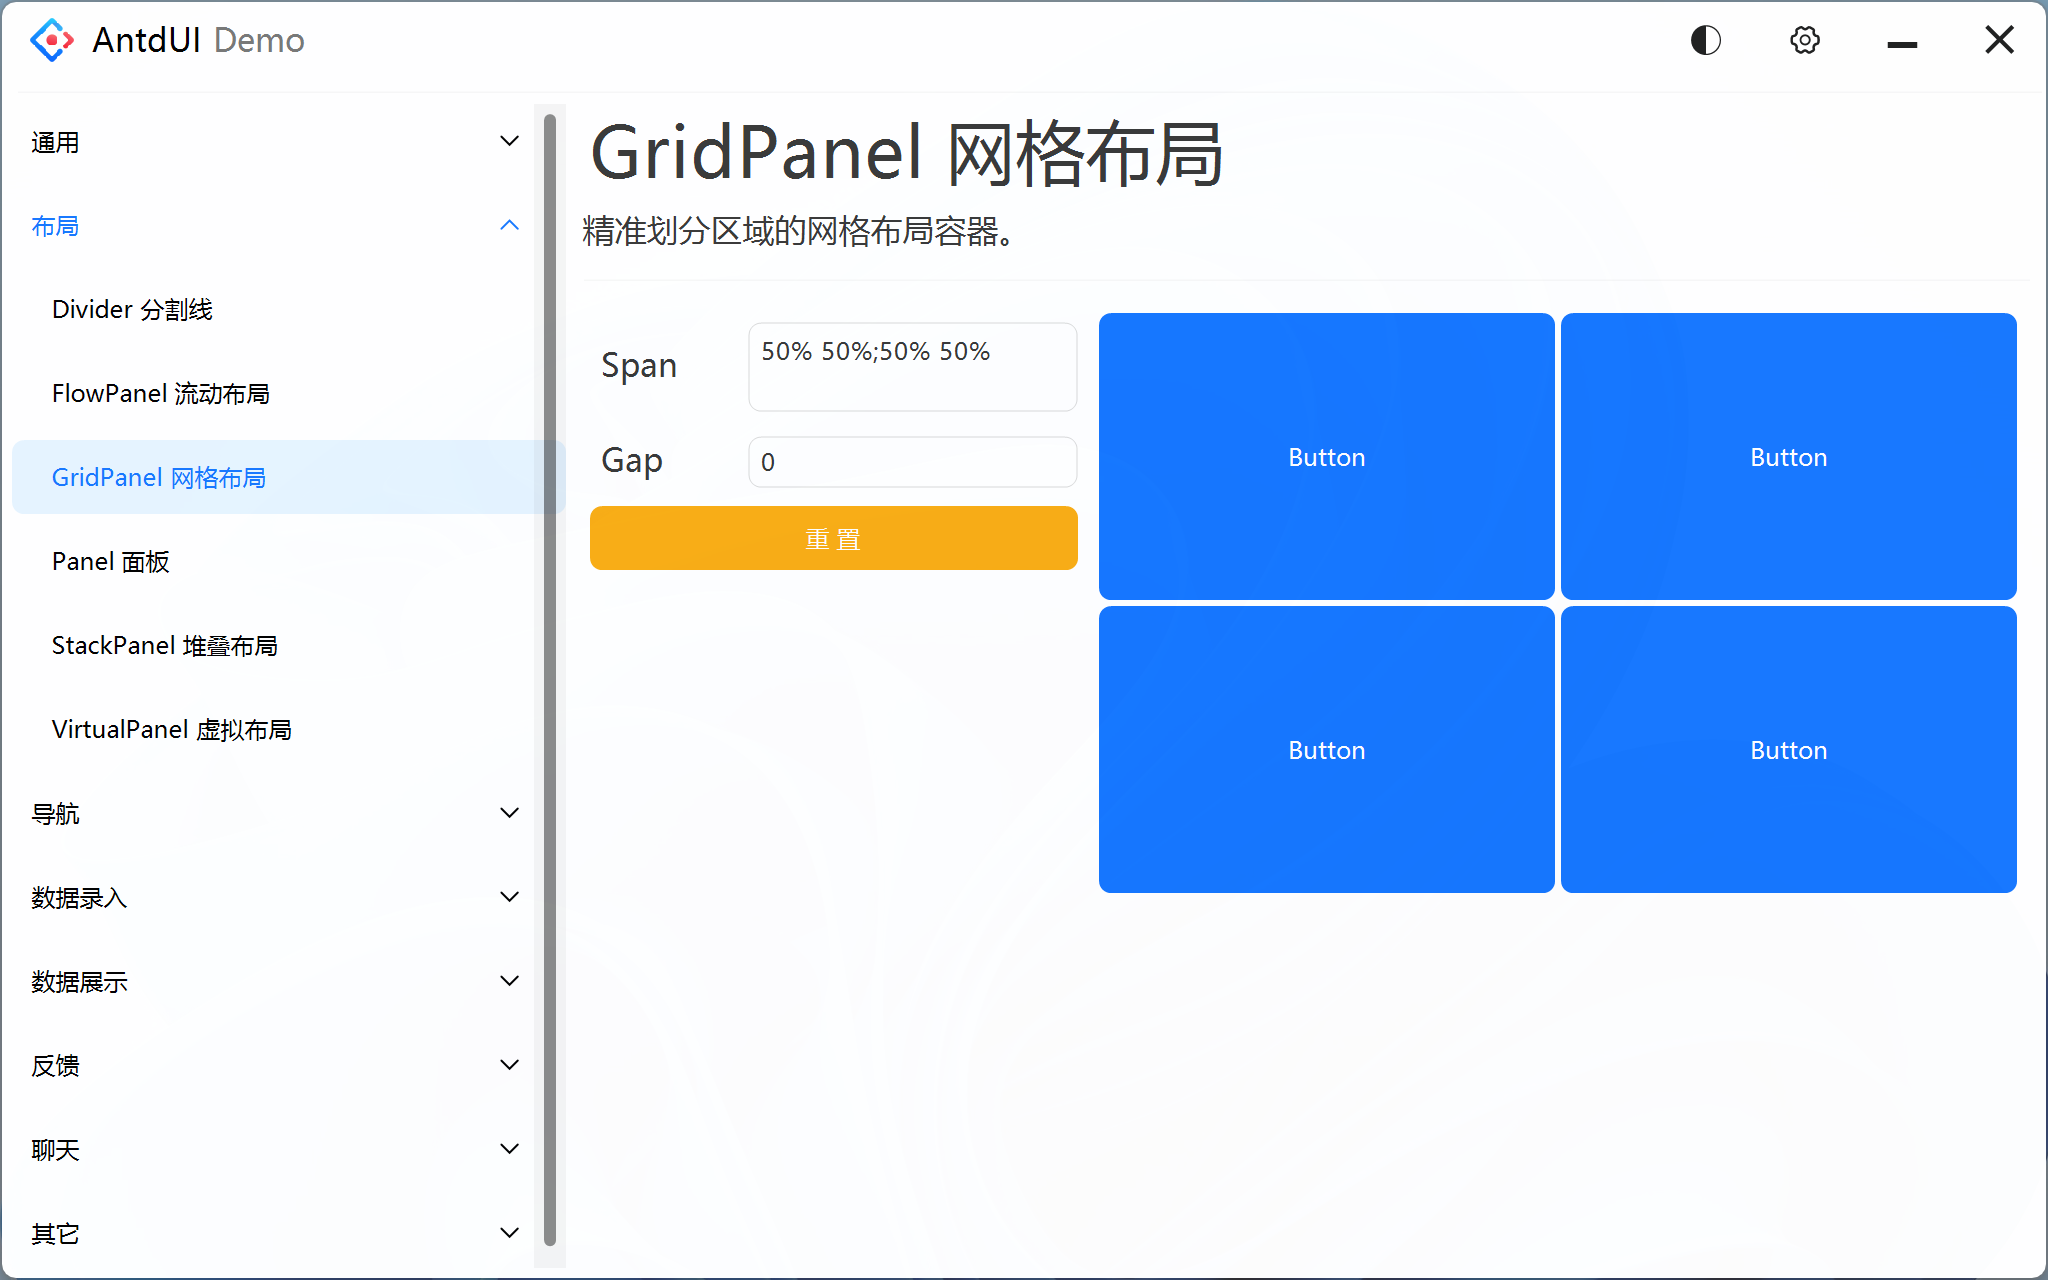 AntdUI Demo
通用
布局
Divider 分割线
FlowPanel 流动布局
GridPanel 网格布局
Panel 面板
StackPanel 堆叠布局
VirtualPanel 虚拟布局
导航
数据录入
数据展示
反馈
聊天
其它
GridPanel 网格布局
精准划分区域的网格布局容器。
Span
50% 50%;50% 50%
Gap
0
重置
Button
Button
Button
Button